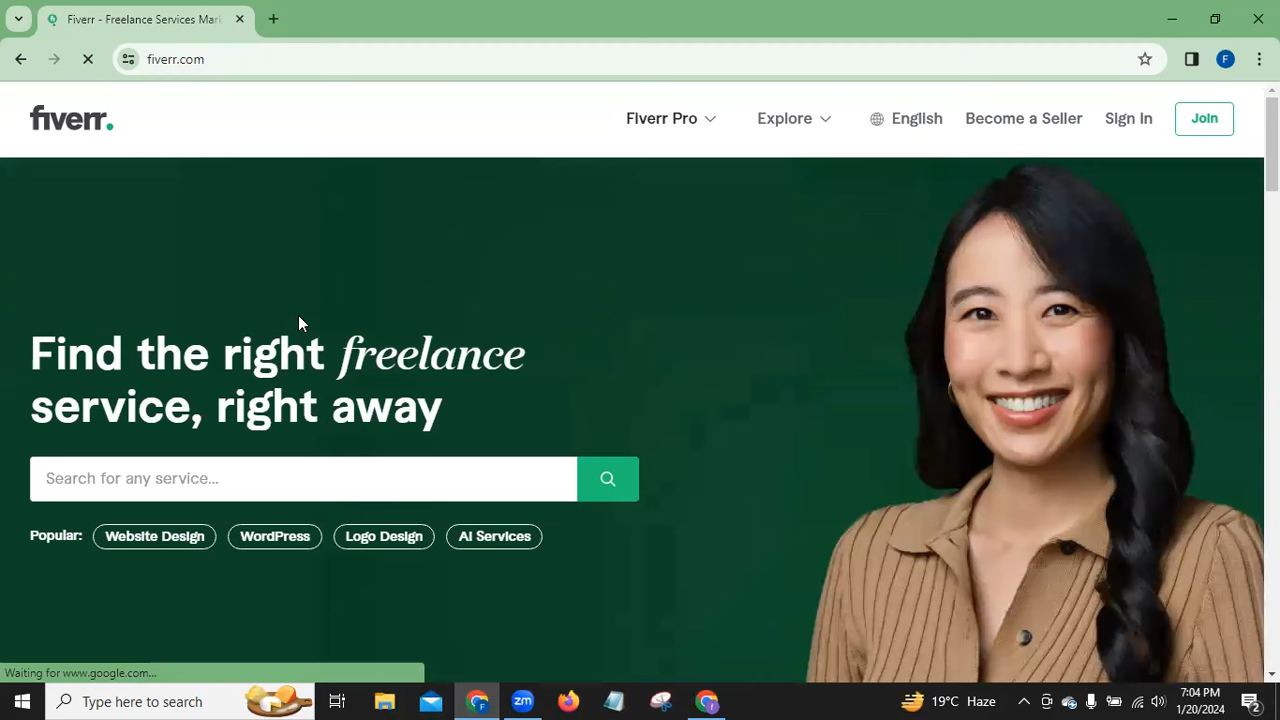 Fiverr - Freelance Services Mark
fiverr.com
fiverr.
Fiverr Pro
Explore
English
Become a Seller
Sign In
Join
Find the right freelance
service, right away
Search for any service...
Popular:
Website Design
WordPress
Logo Design
AI Services
Waiting for www.google.com...
Type here to search
19°C Haze
7:04 PM
1/20/2024
2